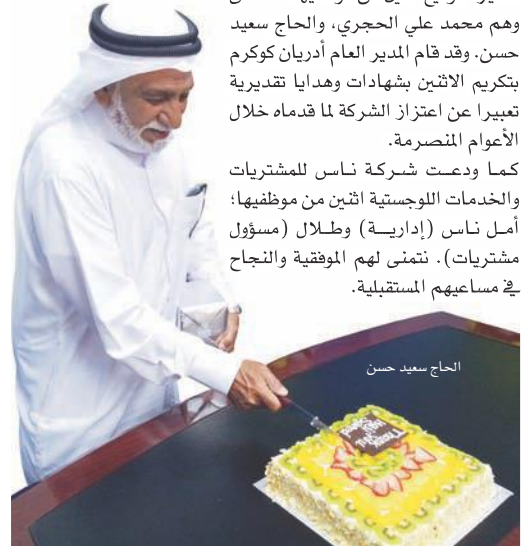 وهم محمد علي الحجري، والحاج سعيد
حسن. وقد قام المدير العام أدريان كوكرم
بتكريم الاثنين بشهادات وهدايا تقديرية
تعبيرا عن اعتزاز الشركة لما قدماه خلال
الأعوام المنصرمة.
كما ودعت شركة ناس للمشتريات
والخدمات اللوجستية اثنين من موظفيها؛
أمل ناس (إدارية) وطلال (مسؤول
مشتريات). نتمنى لهم الموفقية والنجاح
في مساعيهم المستقبلية.
الحاج سعيد حسن
Thank
You